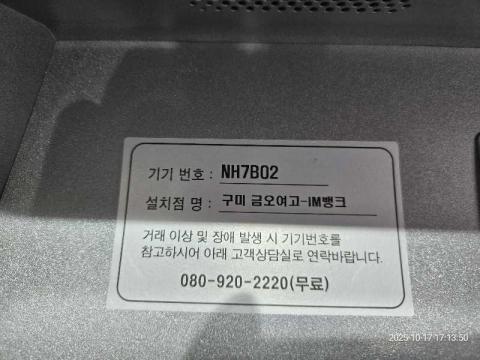 기기 번호 : NH7B02
설치점 명 : 구미 금오여고-iM뱅크
거래 이상 및 장애 발생 시 기기번호를
참고하시어 아래 고객상담실로 연락바랍니다.
080-920-2220(무료)
2025-10-17 17:13:50